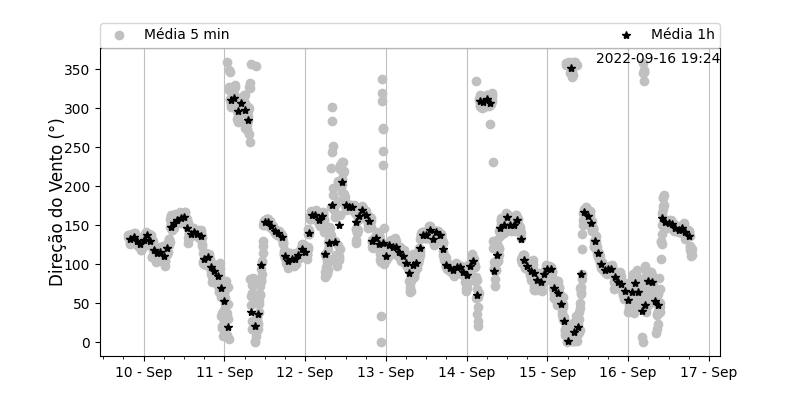 Média 5 min
Média 1h
2022-09-16 19:24
Direção do Vento (°)
350
300
250
200
150
100
50
0
10 - Sep
11 - Sep
12 - Sep
13 - Sep
14 - Sep
15 - Sep
16 - Sep
17 - Sep